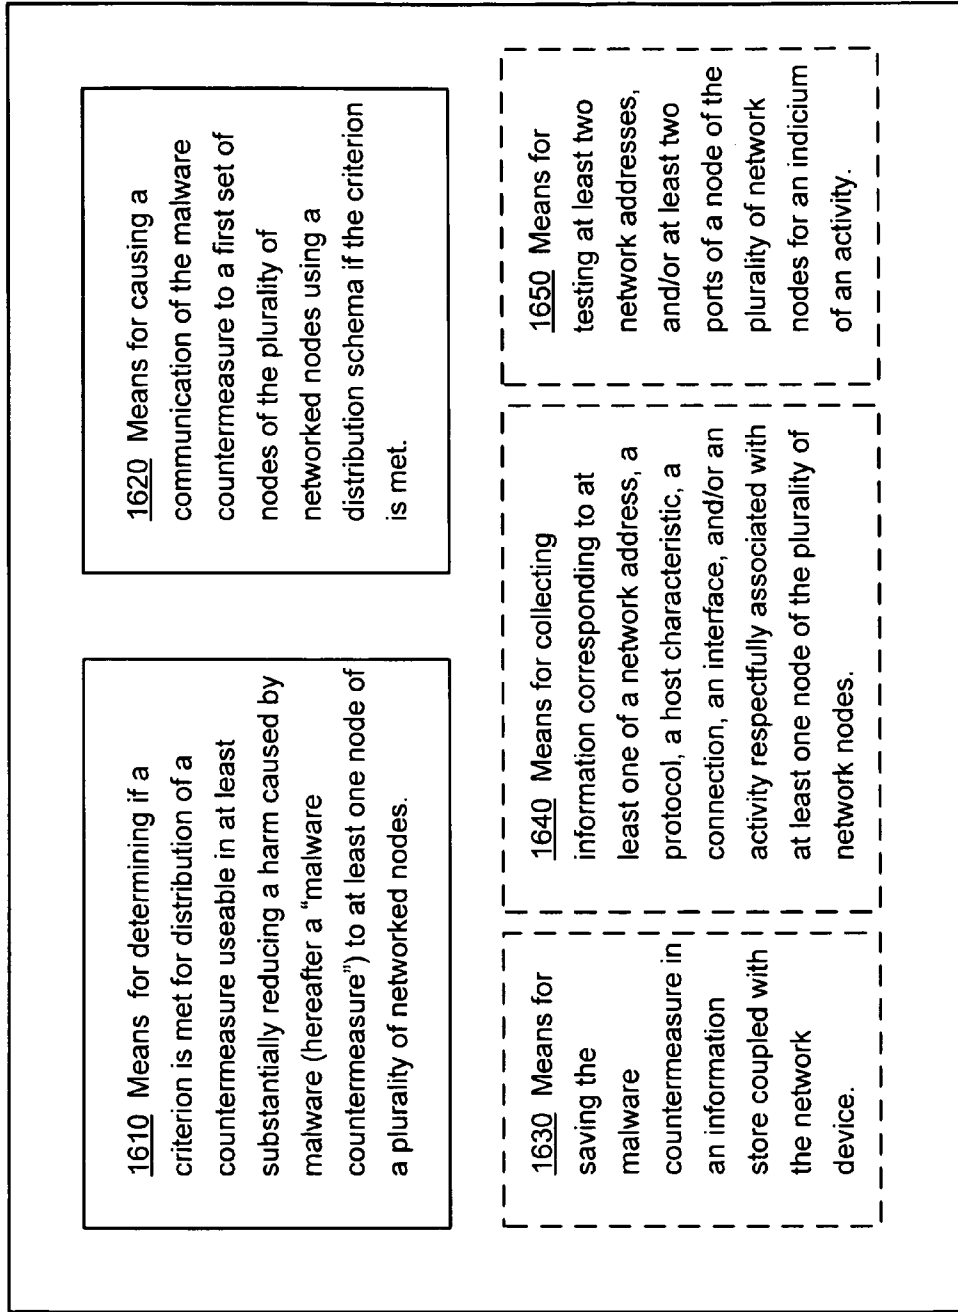 1610 Means for determining if a
criterion is met for distribution of a
countermeasure useable in at least
substantially reducing a harm caused by
malware (hereafter a “malware
countermeasure”) to at least one node of
a plurality of networked nodes.
1620 Means for causing a
communication of the malware
countermeasure to a first set of
nodes of the plurality of
networked nodes using a
distribution schema if the criterion
is met.
1630 Means for
saving the
malware
countermeasure in
an information
store coupled with
the network
device.
1640 Means for collecting
information corresponding to at
least one of a network address, a
protocol, a host characteristic, a
connection, an interface, and/or an
activity respectfully associated with
at least one node of the plurality of
network nodes.
1650 Means for
testing at least two
network addresses,
and/or at least two
ports of a node of the
plurality of network
nodes for an indicium
of an activity.